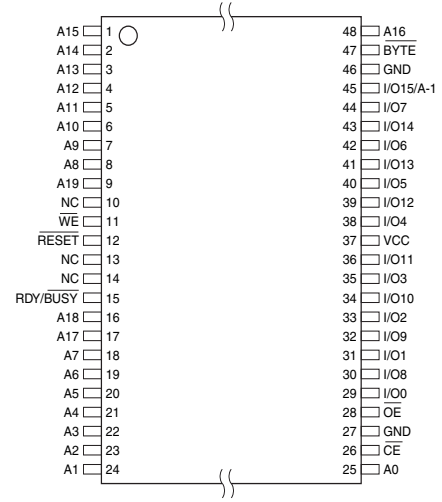 A15 1 48 A16
A14 2 47 BYTE
A13 3 46 GND
A12 4 45 I/O15/A-1
A11 5 44 I/O7
A10 6 43 I/O14
A9 7 42 I/O6
A8 8 41 I/O13
A19 9 40 I/O5
NC 10 39 I/O12
WE 11 38 I/O4
RESET 12 37 VCC
NC 13 36 I/O11
NC 14 35 I/O3
RDY/BUSY 15 34 I/O10
A18 16 33 I/O2
A17 17 32 I/O9
A7 18 31 I/O1
A6 19 30 I/O8
A5 20 29 I/O0
A4 21 28 OE
A3 22 27 GND
A2 23 26 CE
A1 24 25 A0